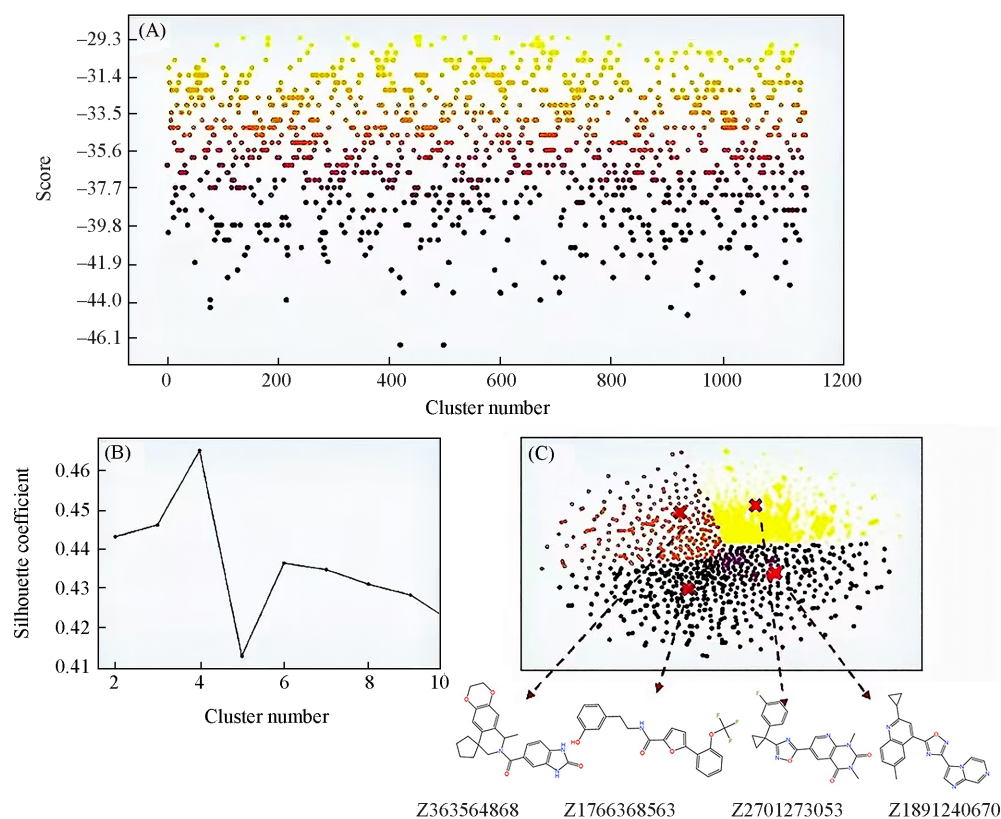 (A)
Score
−29.3
−31.4
−33.5
−35.6
−37.7
−39.8
−41.9
−44.0
−46.1
0 200 400 600 800 1000 1200
Cluster number
(B)
Silhouette coefficient
0.46
0.45
0.44
0.43
0.42
0.41
2 4 6 8 10
Cluster number
(C)
Z363564868 Z1766368563 Z2701273053 Z1891240670